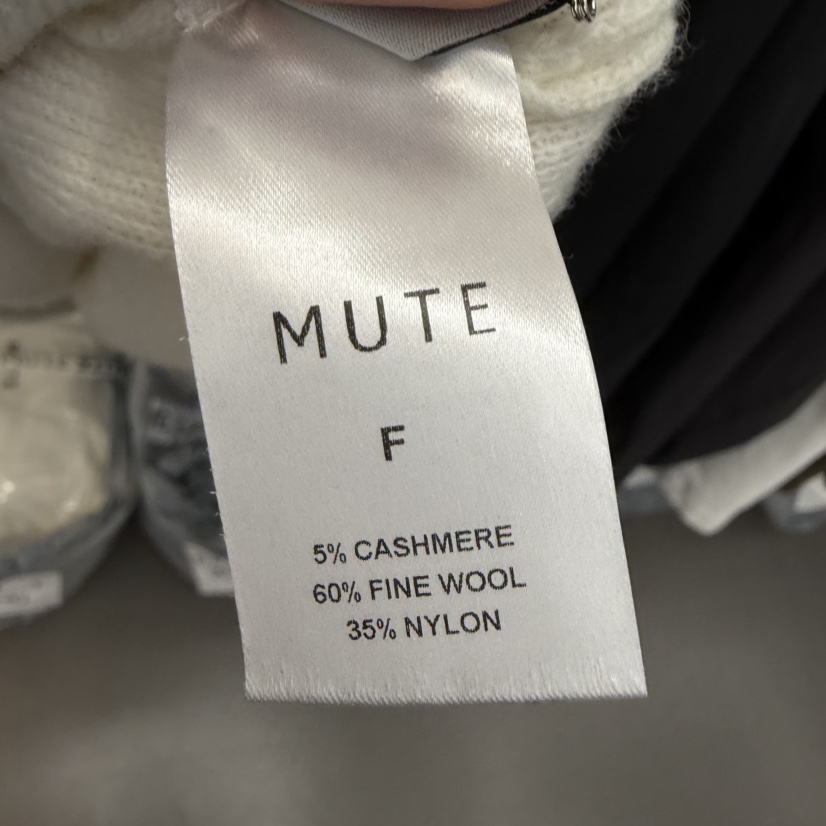 MUTE
F
5% CASHMERE
60% FINE WOOL
35% NYLON